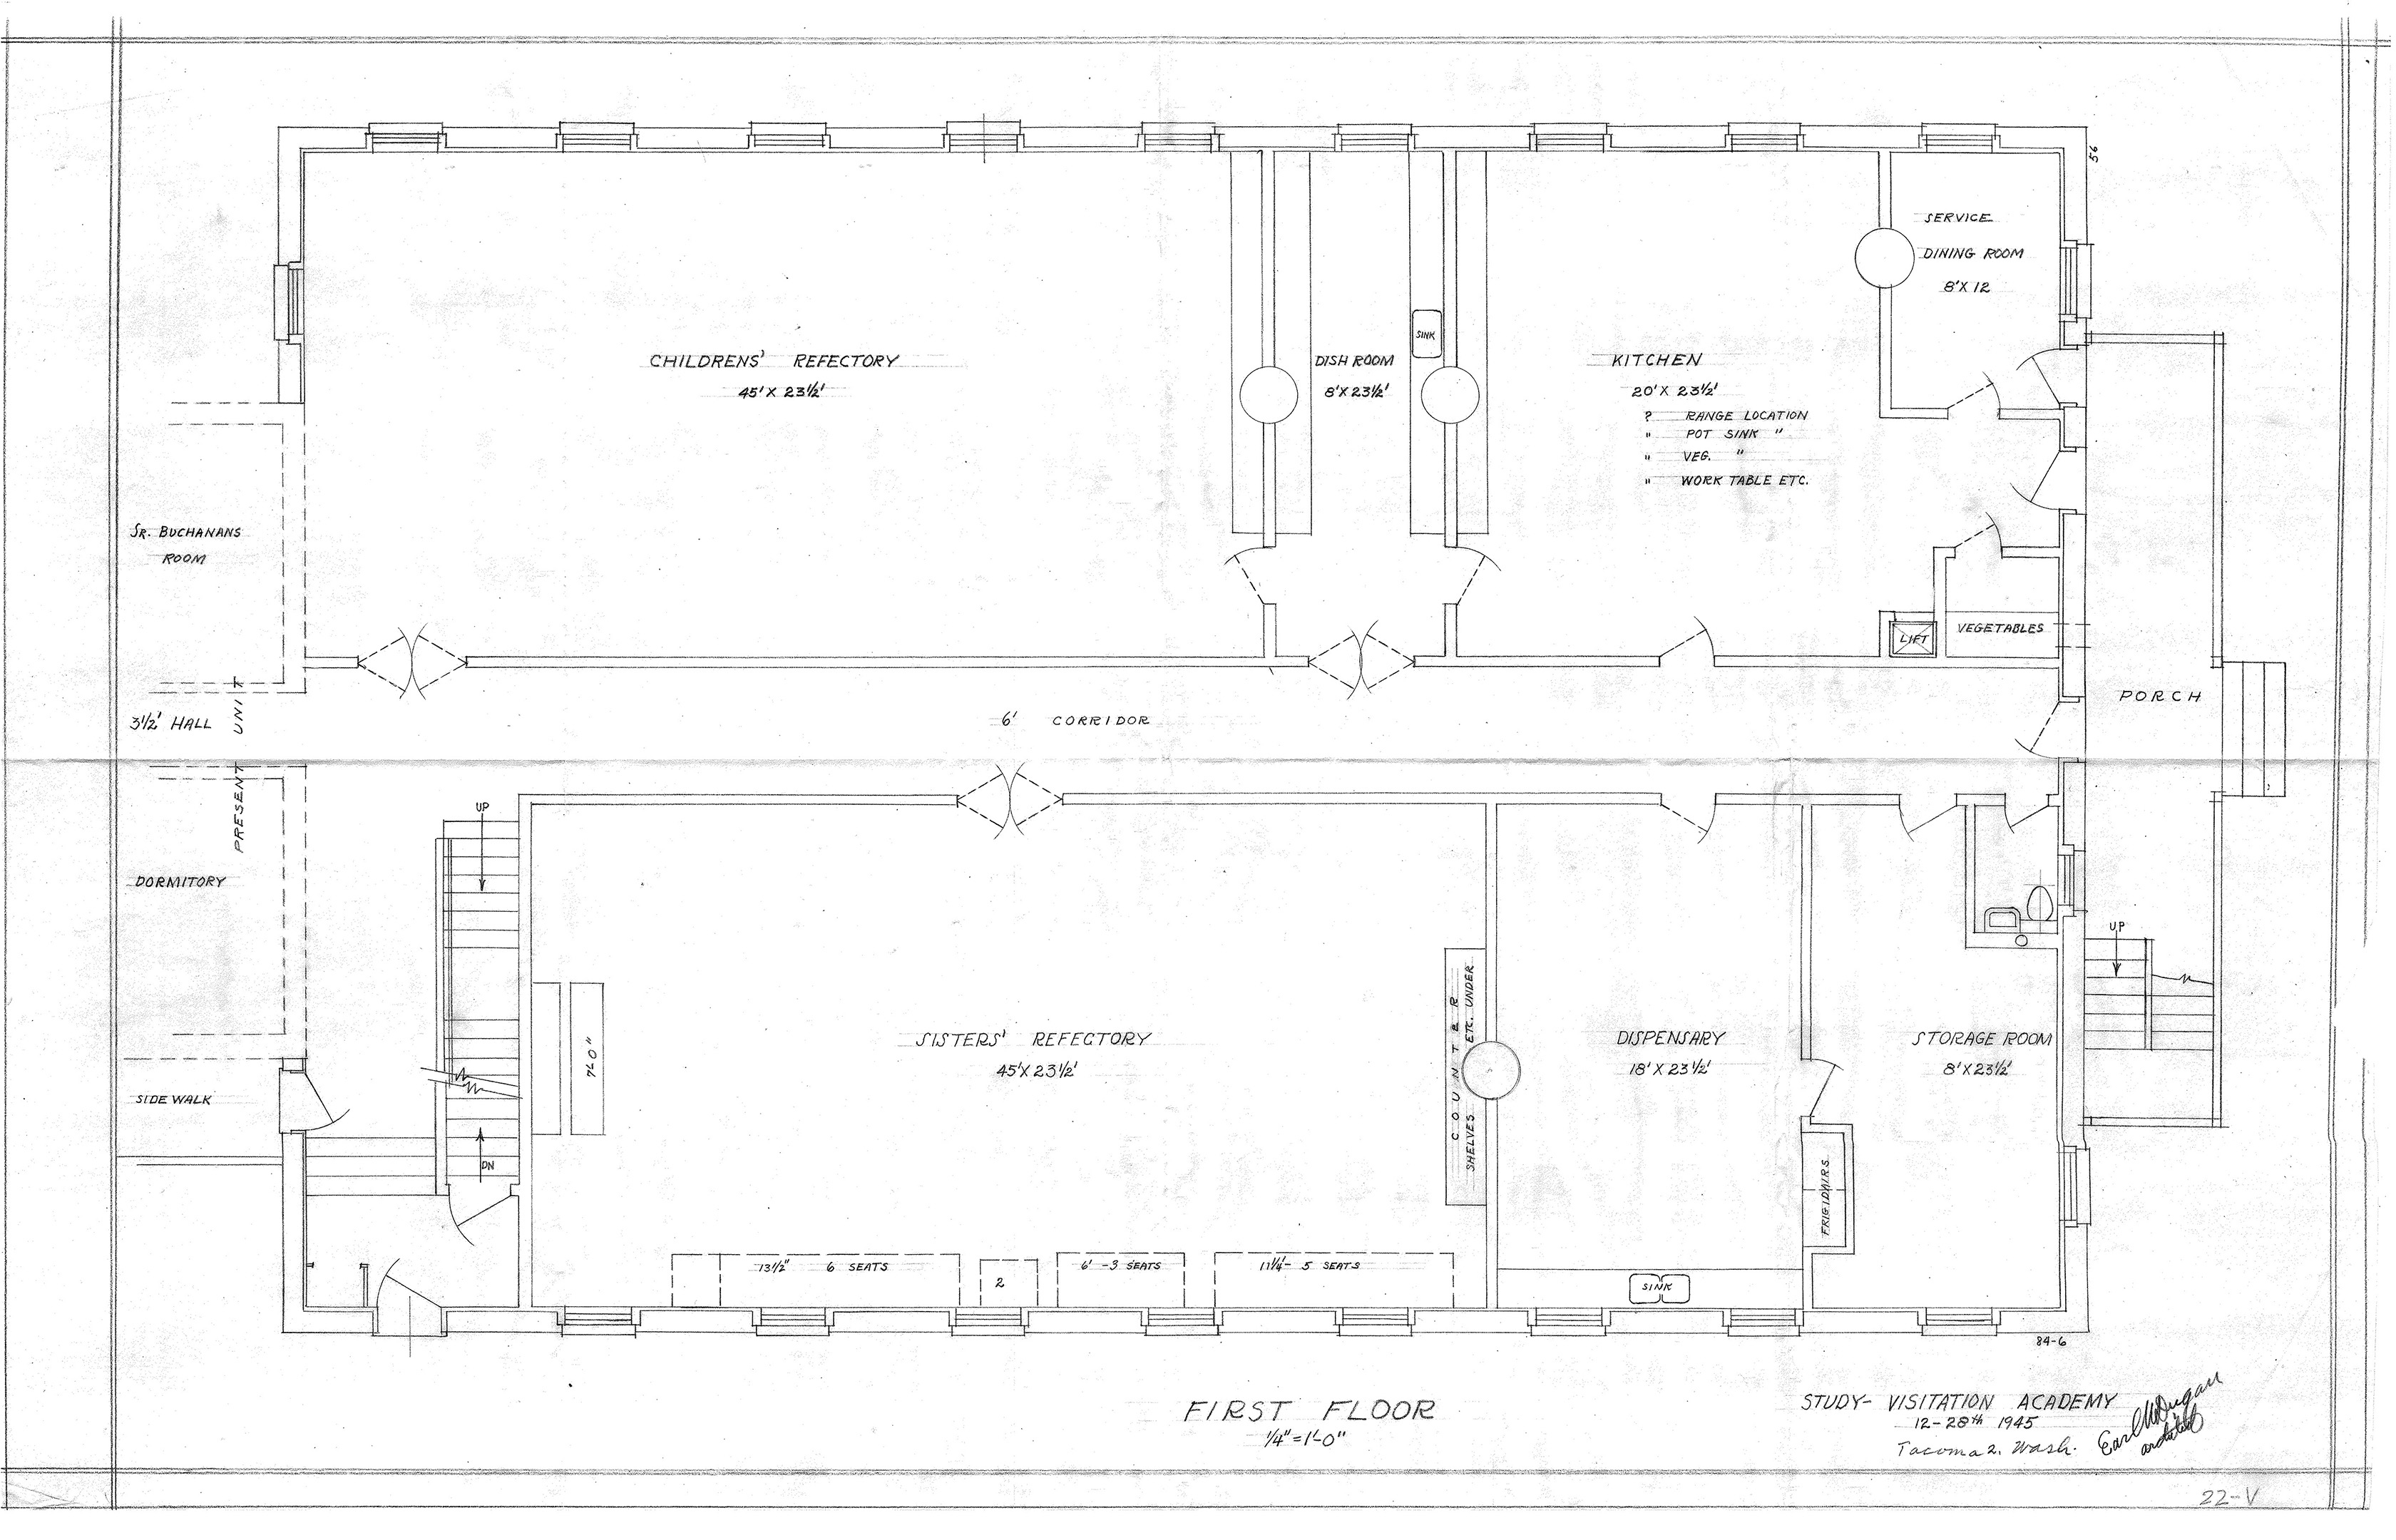 56
SERVICE
DINING ROOM
8' X 12
CHILDRENS' REFECTORY
45' X 23½'
SINK
DISH ROOM
8' X 23½'
KITCHEN
20' X 23½'
? RANGE LOCATION
" POT SINK "
" VEG. "
" WORK TABLE ETC.
SR. BUCHANANS
ROOM
LIFT
VEGETABLES
3½' HALL
PRESENT UNIT
6' CORRIDOR
PORCH
UP
DORMITORY
UP
SISTERS' REFECTORY
45' X 23½'
7'-0"
COUNTER
SHELVES ETC. UNDER
DISPENSARY
18' X 23½'
STORAGE ROOM
8' X 23½'
SIDE WALK
DN
FRIGIDAIRS
13½" 6 SEATS
2
6' - 3 SEATS
11¼' - 5 SEATS
SINK
84-6
FIRST FLOOR
¼" = 1'-0"
STUDY- VISITATION ACADEMY
12-28th 1945
Tacoma 2, Wash.
Earl W Dugan
architect
22-V